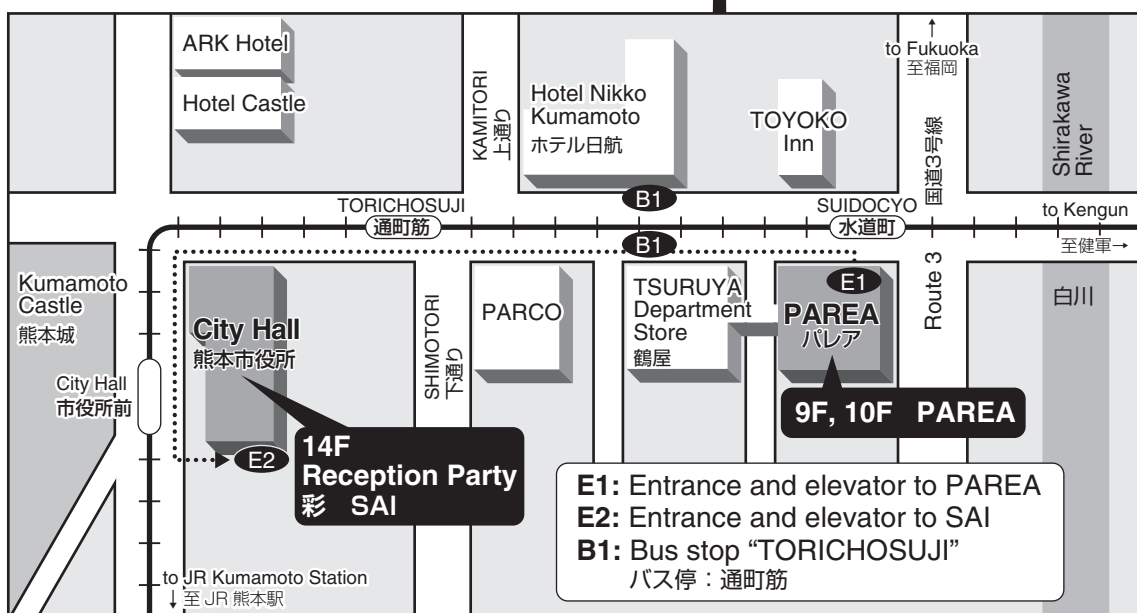 ARK Hotel
Hotel Castle
KAMITORI
上通り
Hotel Nikko
Kumamoto
ホテル日航
TOYOKO
Inn
↑
to Fukuoka
至福岡
国道3号線
Shirakawa
River
B1
TORICHOSUJI
通町筋
SUIDOCYO
水道町
to Kengun
至健軍→
B1
Kumamoto
Castle
熊本城
City Hall
熊本市役所
SHIMOTORI
下通り
PARCO
TSURUYA
Department
Store
鶴屋
E1
PAREA
パレア
Route 3
白川
City Hall
市役所前
9F, 10F PAREA
E2
14F
Reception Party
彩 SAI
E1: Entrance and elevator to PAREA
E2: Entrance and elevator to SAI
B1: Bus stop “TORICHOSUJI”
バス停：通町筋
to JR Kumamoto Station
↓ 至 JR 熊本駅